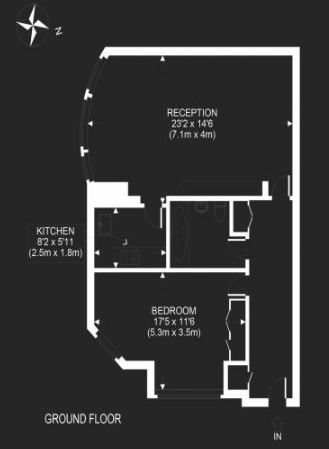 N
RECEPTION
23'2 x 14'6
(7.1m x 4m)
KITCHEN
8'2 x 5'11
(2.5m x 1.8m)
BEDROOM
17'5 x 11'6
(5.3m x 3.5m)
GROUND FLOOR
IN